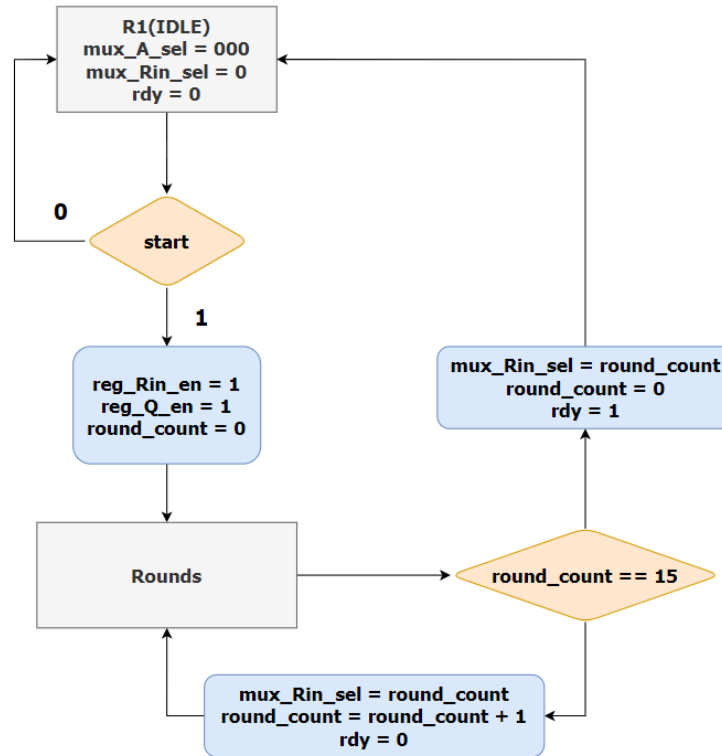 R1(IDLE)
mux_A_sel = 000
mux_Rin_sel = 0
rdy = 0
0
start
1
reg_Rin_en = 1
reg_Q_en = 1
round_count = 0
mux_Rin_sel = round_count
round_count = 0
rdy = 1
Rounds
round_count == 15
mux_Rin_sel = round_count
round_count = round_count + 1
rdy = 0